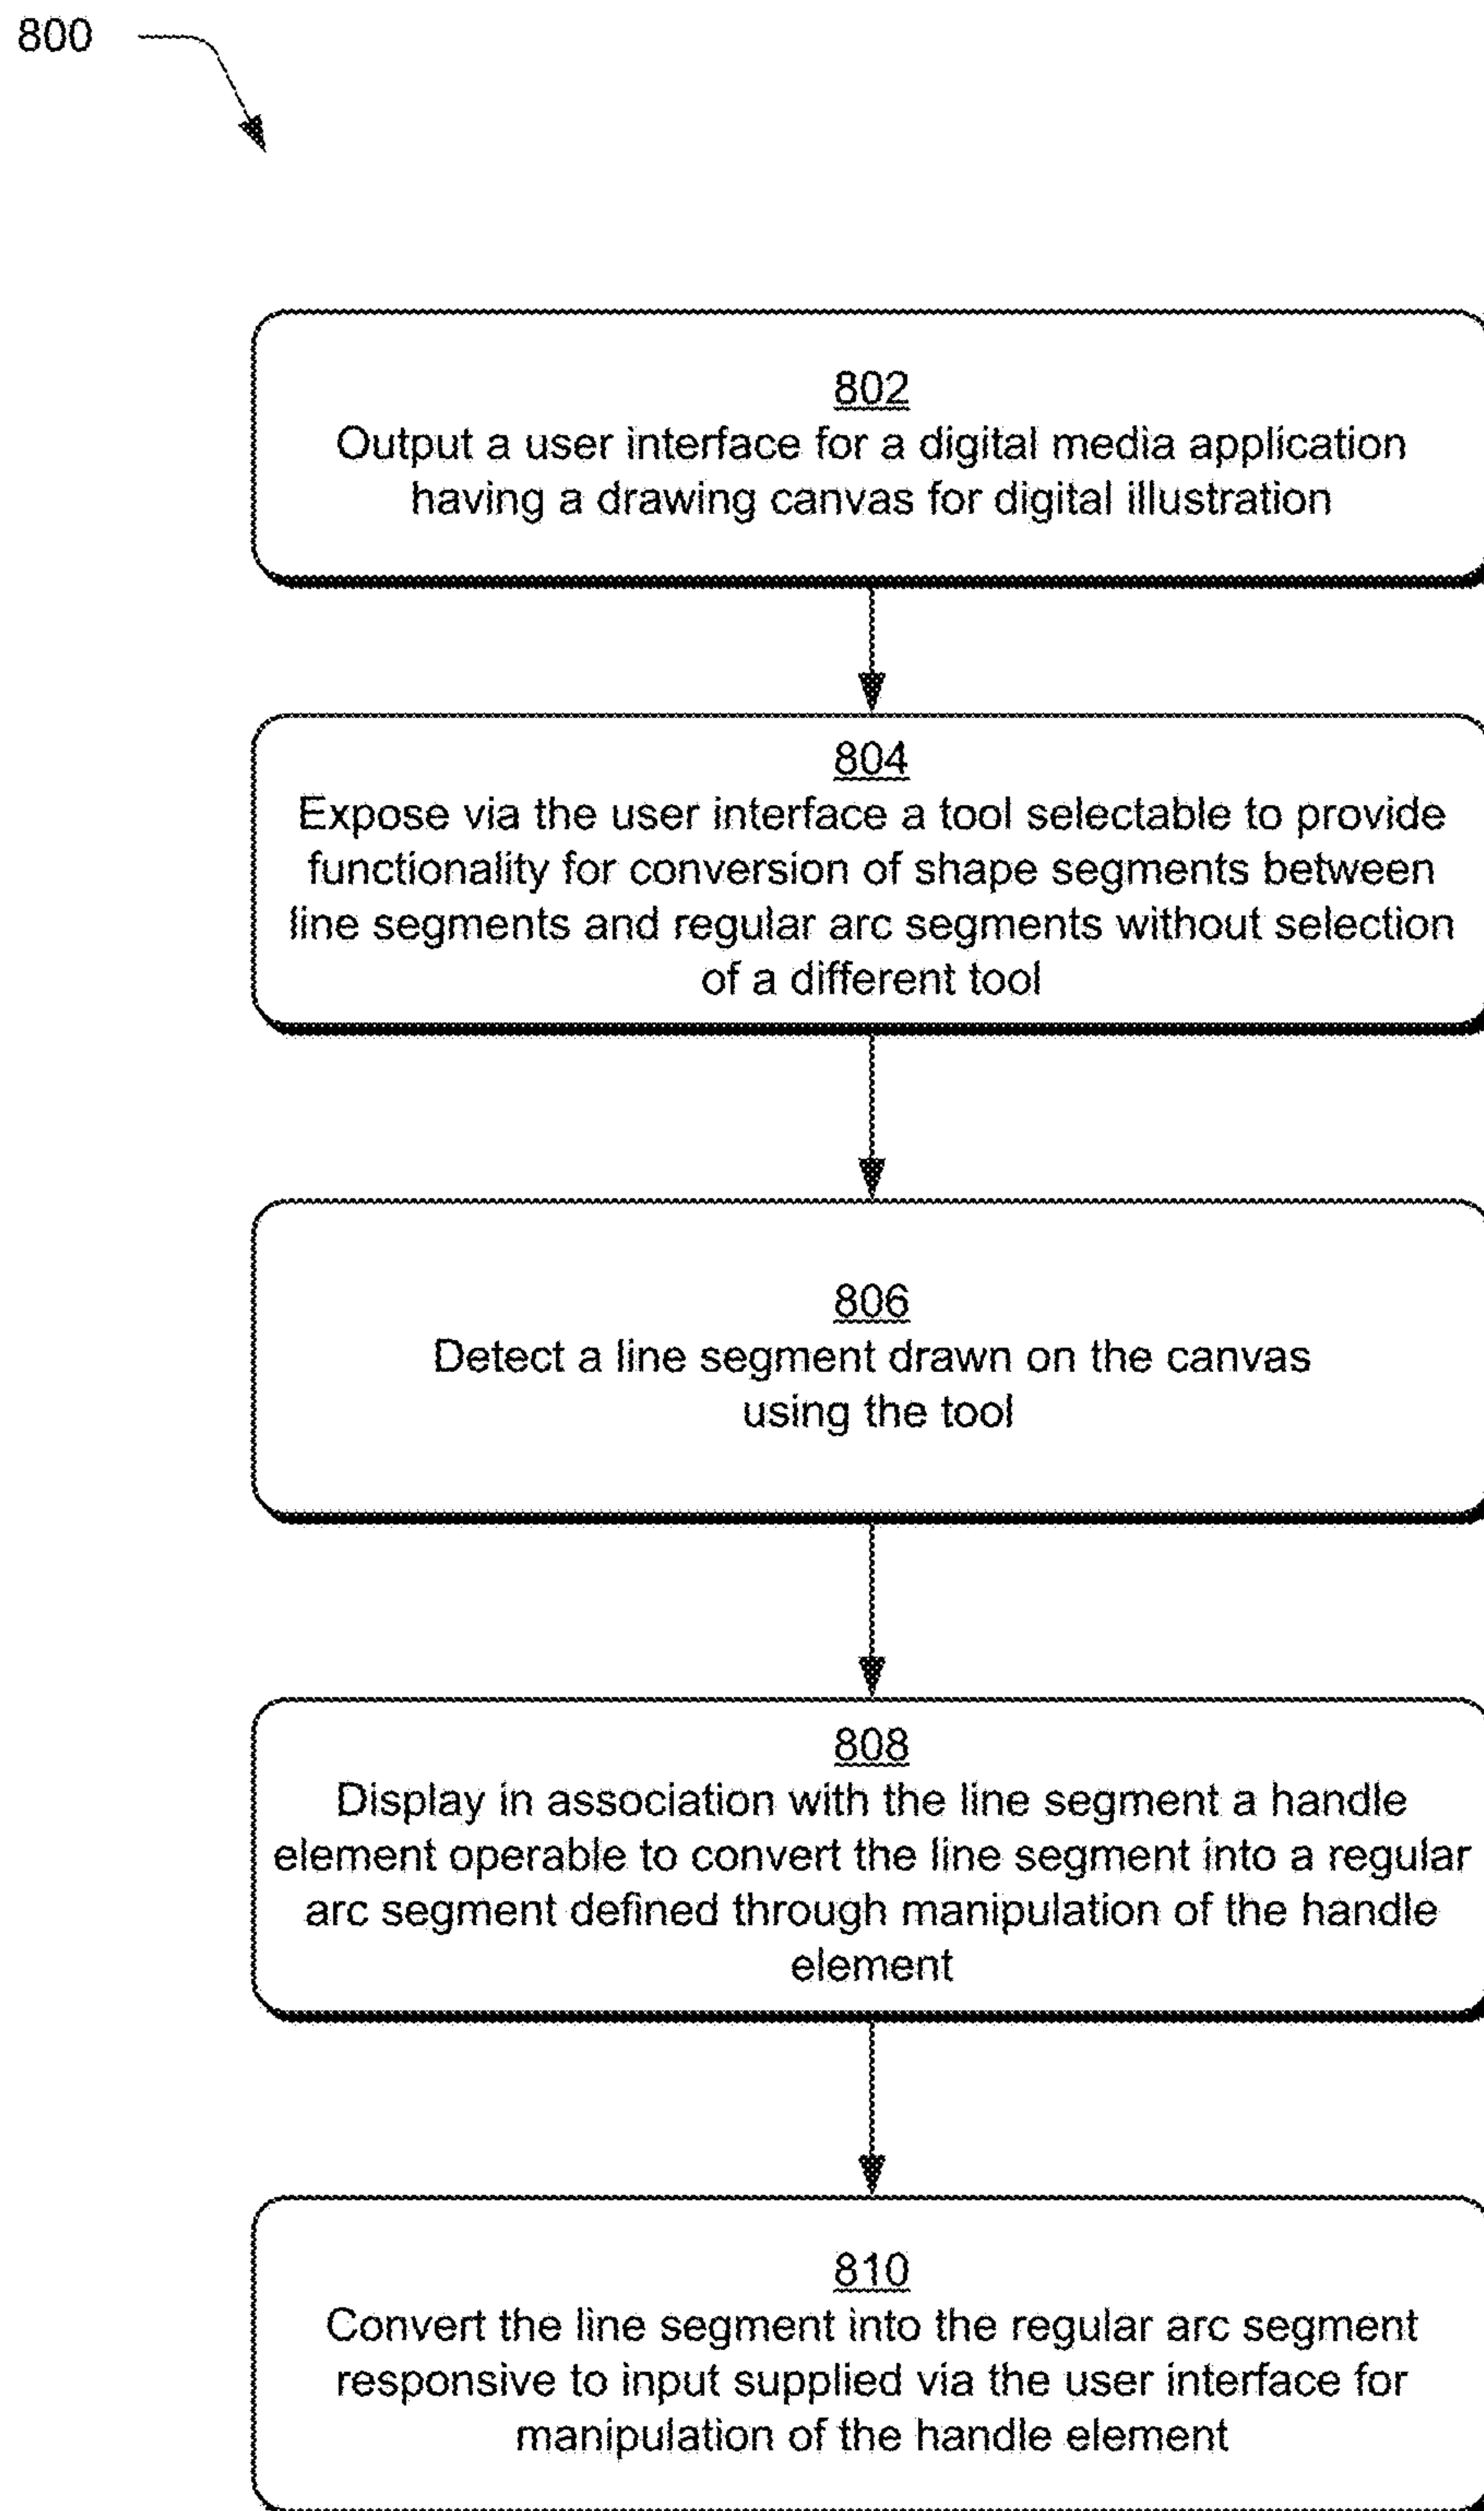 800
802
Output a user interface for a digital media application
having a drawing canvas for digital illustration
804
Expose via the user interface a tool selectable to provide
functionality for conversion of shape segments between
line segments and regular arc segments without selection
of a different tool
806
Detect a line segment drawn on the canvas
using the tool
808
Display in association with the line segment a handle
element operable to convert the line segment into a regular
arc segment defined through manipulation of the handle
element
810
Convert the line segment into the regular arc segment
responsive to input supplied via the user interface for
manipulation of the handle element